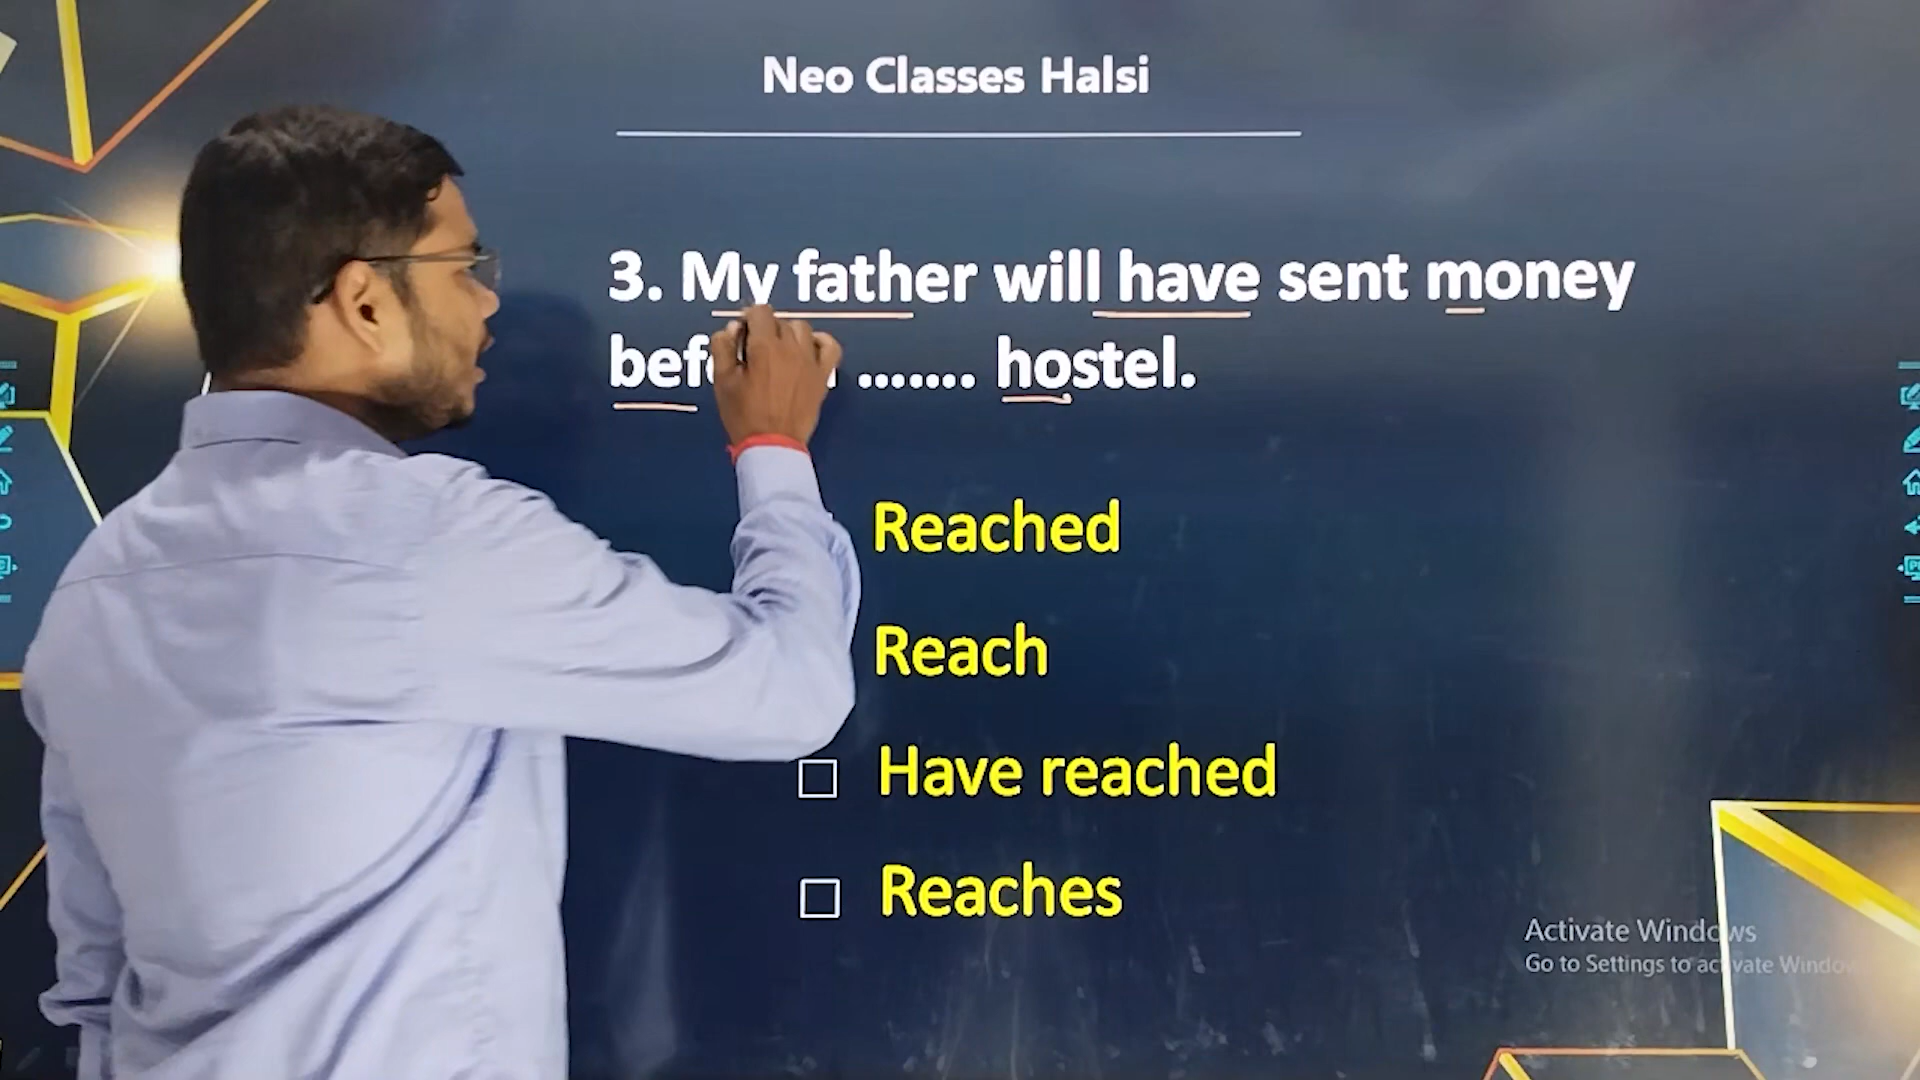 Neo Classes Halsi
3. My father will have sent money
....... hostel.
Reached
Reach
Have reached
Reaches
Activate Windows
Go to Settings to activate Windows